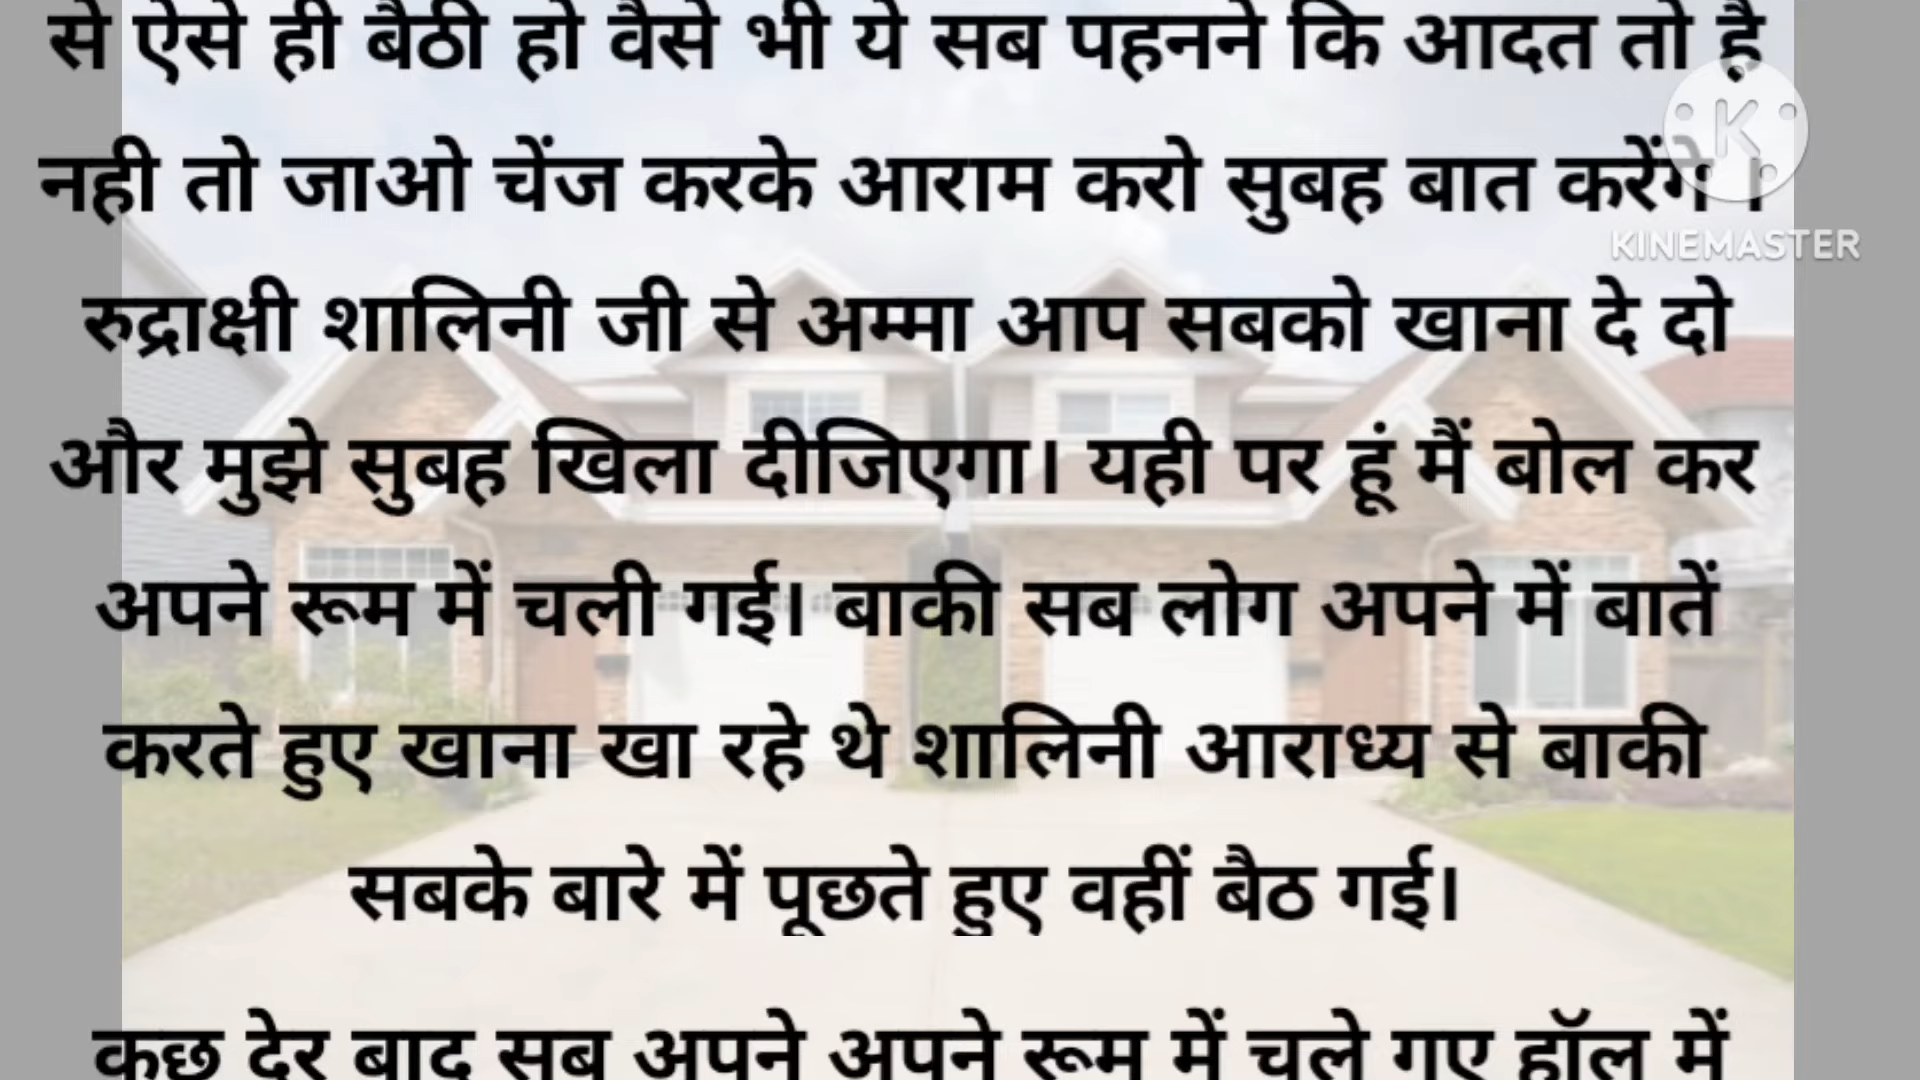 से ऐसे ही बैठी हो वैसे भी ये सब पहनने कि आदत तो है
नही तो जाओ चेंज करके आराम करो सुबह बात करेंगे ।
KINEMASTER
रुद्राक्षी शालिनी जी से अम्मा आप सबको खाना दे दो
और मुझे सुबह खिला दीजिएगा। यही पर हूं मैं बोल कर
अपने रूम में चली गई। बाकी सब लोग अपने में बातें
करते हुए खाना खा रहे थे शालिनी आराध्य से बाकी
सबके बारे में पूछते हुए वहीं बैठ गई।
कुछ देर बाद सब अपने अपने रूम में चले गए हॉल में